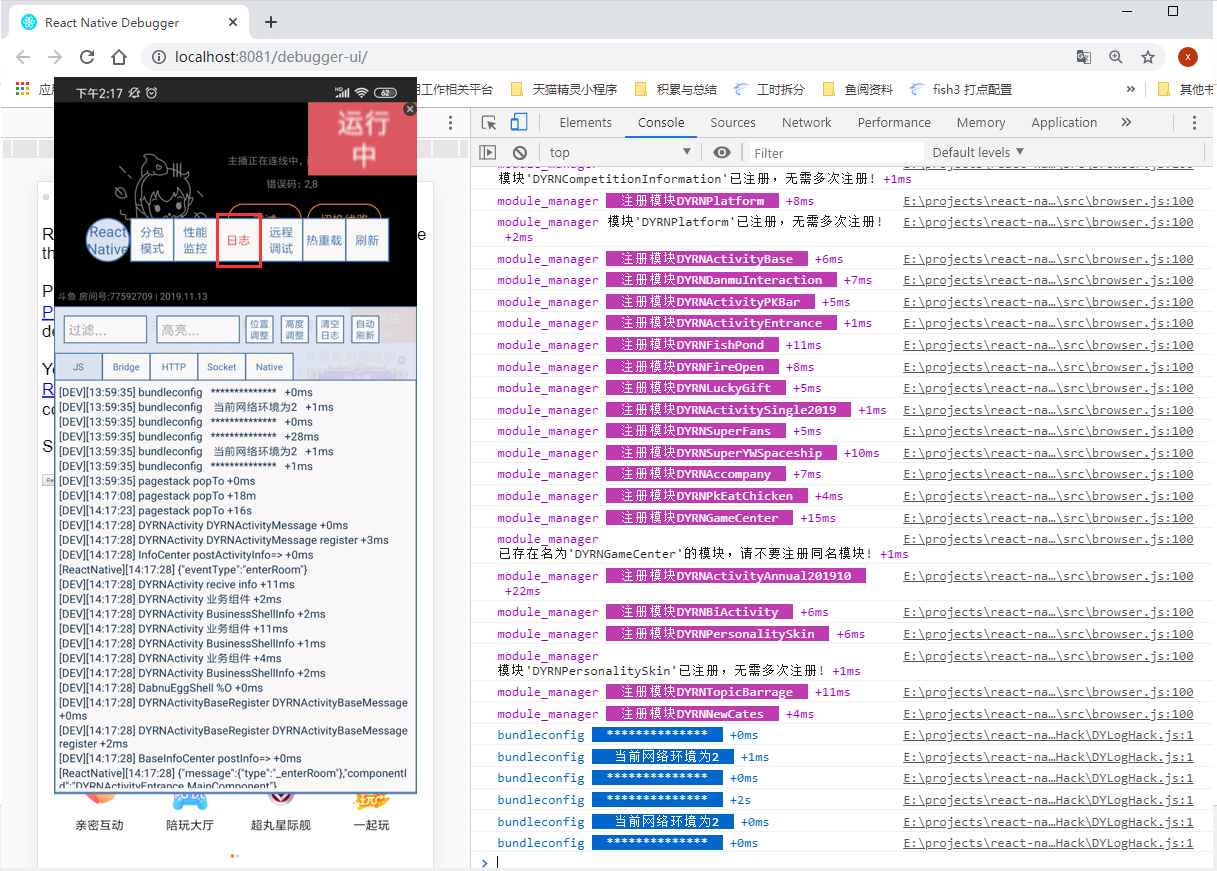 React Native Debugger
localhost:8081/debugger-ui/
x
工作相关平台
天猫精灵小程序
积累与总结
工时拆分
鱼阅资料
fish3 打点配置
»
其他书
下午2:17
62
运行
中
主播正在连线中，
错误码：2,8
React
Native
分包
模式
性能
监控
日志
远程
调试
热重载
刷新
斗鱼 房间号:77592709 | 2019.11.13
过滤...
高亮...
位置
调整
高度
调整
清空
日志
自动
刷新
JS
Bridge
HTTP
Socket
Native
[DEV][13:59:35] bundleconfig ************** +0ms
[DEV][13:59:35] bundleconfig 当前网络环境为2 +1ms
[DEV][13:59:35] bundleconfig ************** +0ms
[DEV][13:59:35] bundleconfig ************** +28ms
[DEV][13:59:35] bundleconfig 当前网络环境为2 +1ms
[DEV][13:59:35] bundleconfig ************** +1ms
[DEV][13:59:35] pagestack popTo +0ms
[DEV][14:17:08] pagestack popTo +18m
[DEV][14:17:23] pagestack popTo +16s
[DEV][14:17:28] DYRNActivity DYRNActivityMessage +0ms
[DEV][14:17:28] DYRNActivity DYRNActivityMessage register +3ms
[DEV][14:17:28] InfoCenter postActivityInfo=> +0ms
[ReactNative][14:17:28] {"eventType":"enterRoom"}
[DEV][14:17:28] DYRNActivity recive info +11ms
[DEV][14:17:28] DYRNActivity 业务组件 +2ms
[DEV][14:17:28] DYRNActivity BusinessShellInfo +2ms
[DEV][14:17:28] DYRNActivity 业务组件 +11ms
[DEV][14:17:28] DYRNActivity BusinessShellInfo +1ms
[DEV][14:17:28] DYRNActivity 业务组件 +4ms
[DEV][14:17:28] DYRNActivity BusinessShellInfo +2ms
[DEV][14:17:28] DabnuEggShell %O +0ms
[DEV][14:17:28] DYRNActivityBaseRegister DYRNActivityBaseMessage
+0ms
[DEV][14:17:28] DYRNActivityBaseRegister DYRNActivityBaseMessage
register +2ms
[DEV][14:17:28] BaseInfoCenter postInfo=> +0ms
[ReactNative][14:17:28] {"message":{"type":"_enterRoom"},"componentI
d":"DYRNActivityEntrance.MainComponent"}
亲密互动
陪玩大厅
超丸星际舰
一起玩
Elements
Console
Sources
Network
Performance
Memory
Application
»
top
Filter
Default levels
模块'DYRNCompetitionInformation'已注册，无需多次注册! +1ms
module_manager 注册模块DYRNPlatform +8ms E:\projects\react-na…\src\browser.js:100
module_manager 模块'DYRNPlatform'已注册，无需多次注册! E:\projects\react-na…\src\browser.js:100
+2ms
module_manager 注册模块DYRNActivityBase +6ms E:\projects\react-na…\src\browser.js:100
module_manager 注册模块DYRNDanmuInteraction +7ms E:\projects\react-na…\src\browser.js:100
module_manager 注册模块DYRNActivityPKBar +5ms E:\projects\react-na…\src\browser.js:100
module_manager 注册模块DYRNActivityEntrance +1ms E:\projects\react-na…\src\browser.js:100
module_manager 注册模块DYRNFishPond +11ms E:\projects\react-na…\src\browser.js:100
module_manager 注册模块DYRNFireOpen +8ms E:\projects\react-na…\src\browser.js:100
module_manager 注册模块DYRNLuckyGift +5ms E:\projects\react-na…\src\browser.js:100
module_manager 注册模块DYRNActivitySingle2019 +1ms E:\projects\react-na…\src\browser.js:100
module_manager 注册模块DYRNSuperFans +5ms E:\projects\react-na…\src\browser.js:100
module_manager 注册模块DYRNSuperYWSpaceship +10ms E:\projects\react-na…\src\browser.js:100
module_manager 注册模块DYRNAccompany +7ms E:\projects\react-na…\src\browser.js:100
module_manager 注册模块DYRNPkEatChicken +4ms E:\projects\react-na…\src\browser.js:100
module_manager 注册模块DYRNGameCenter +15ms E:\projects\react-na…\src\browser.js:100
module_manager E:\projects\react-na…\src\browser.js:100
已存在名为'DYRNGameCenter'的模块，请不要注册同名模块! +1ms
module_manager 注册模块DYRNActivityAnnual201910 E:\projects\react-na…\src\browser.js:100
+22ms
module_manager 注册模块DYRNBiActivity +6ms E:\projects\react-na…\src\browser.js:100
module_manager 注册模块DYRNPersonalitySkin +6ms E:\projects\react-na…\src\browser.js:100
module_manager E:\projects\react-na…\src\browser.js:100
模块'DYRNPersonalitySkin'已注册，无需多次注册! +1ms
module_manager 注册模块DYRNTopicBarrage +11ms E:\projects\react-na…\src\browser.js:100
module_manager 注册模块DYRNNewCates +4ms E:\projects\react-na…\src\browser.js:100
bundleconfig ************** +0ms E:\projects\react-na…Hack\DYLogHack.js:1
bundleconfig 当前网络环境为2 +1ms E:\projects\react-na…Hack\DYLogHack.js:1
bundleconfig ************** +0ms E:\projects\react-na…Hack\DYLogHack.js:1
bundleconfig ************** +2s E:\projects\react-na…Hack\DYLogHack.js:1
bundleconfig 当前网络环境为2 +0ms E:\projects\react-na…Hack\DYLogHack.js:1
bundleconfig ************** +0ms E:\projects\react-na…Hack\DYLogHack.js:1